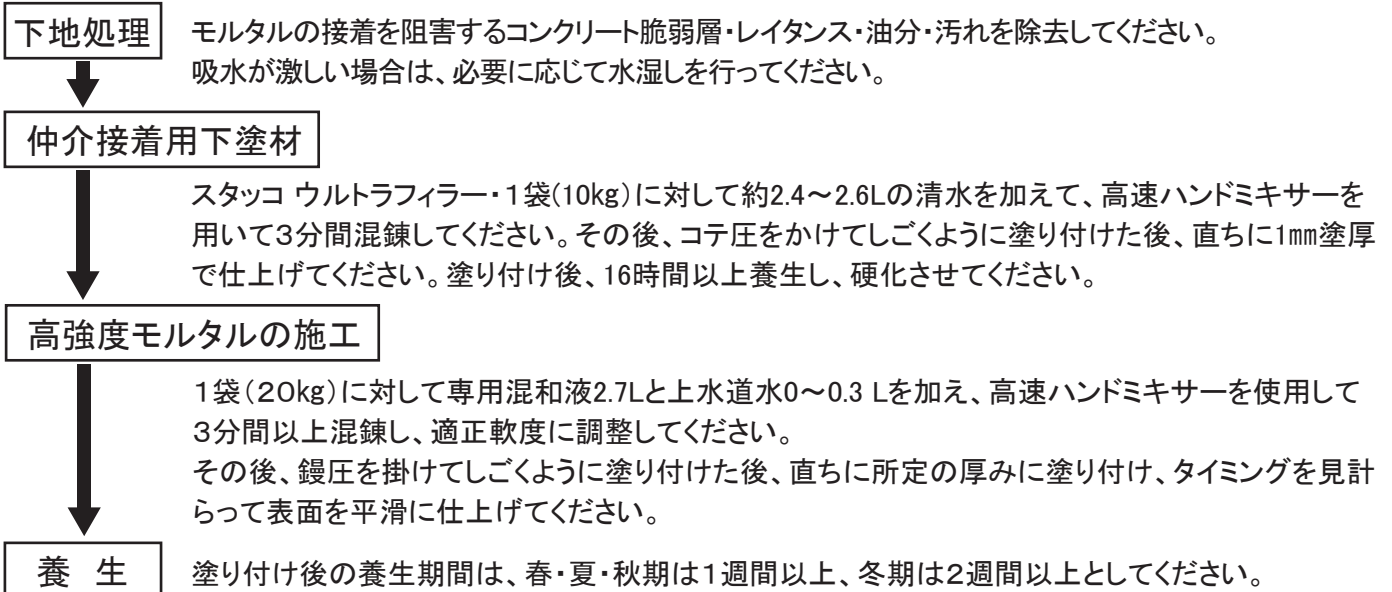 下地処理
モルタルの接着を阻害するコンクリート脆弱層・レイタンス・油分・汚れを除去してください。
吸水が激しい場合は、必要に応じて水湿しを行ってください。
仲介接着用下塗材
スタッコ ウルトラフィラー・1袋(10kg)に対して約2.4～2.6Lの清水を加えて、高速ハンドミキサーを
用いて３分間混錬してください。その後、コテ圧をかけてしごくように塗り付けた後、直ちに1㎜塗厚
で仕上げてください。塗り付け後、16時間以上養生し、硬化させてください。
高強度モルタルの施工
１袋（２０kg）に対して専用混和液2.7Lと上水道水0～0.3 Lを加え、高速ハンドミキサーを使用して
３分間以上混錬し、適正軟度に調整してください。
その後、鏝圧を掛けてしごくように塗り付けた後、直ちに所定の厚みに塗り付け、タイミングを見計
らって表面を平滑に仕上げてください。
養 生
塗り付け後の養生期間は、春・夏・秋期は１週間以上、冬期は２週間以上としてください。